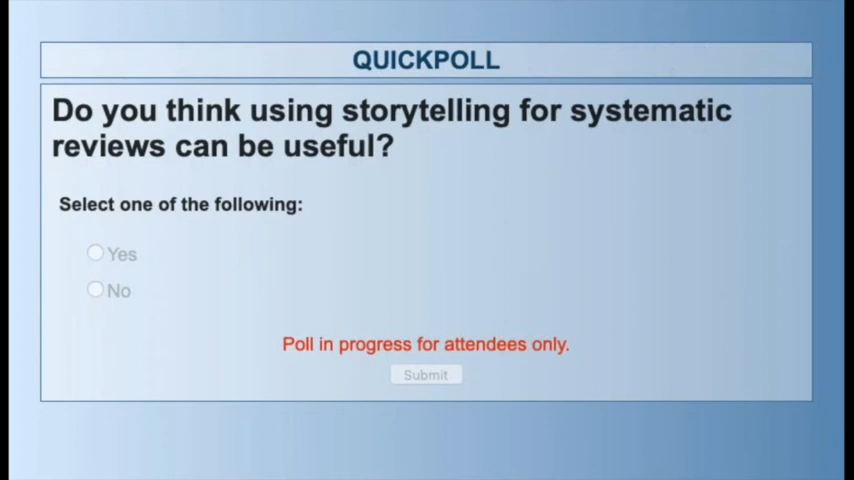 QUICKPOLL
Do you think using storytelling for systematic
reviews can be useful?
Select one of the following:
Yes
No
Poll in progress for attendees only.
Submit